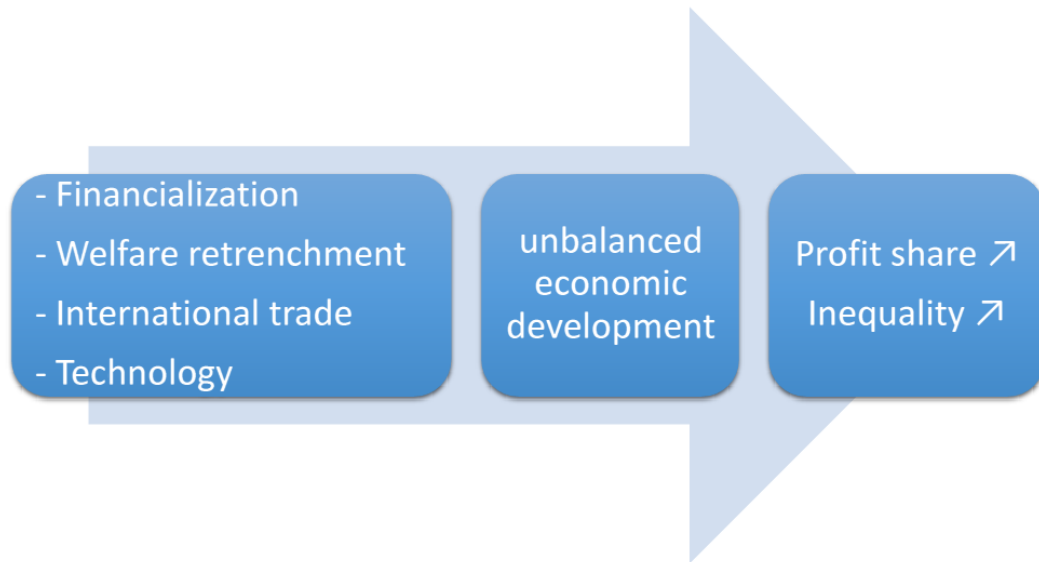 - Financialization
- Welfare retrenchment
- International trade
- Technology
unbalanced
economic
development
Profit share ↗
Inequality ↗